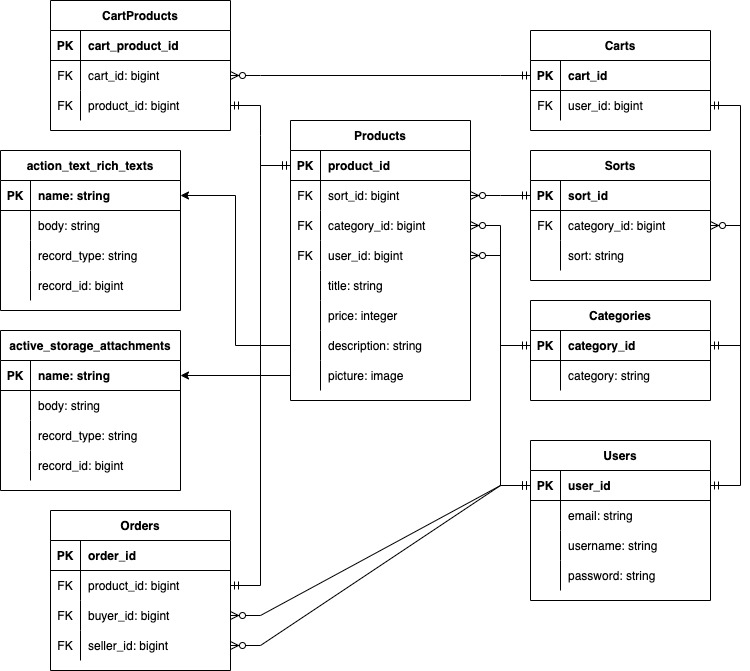 CartProducts
PK cart_product_id
FK cart_id: bigint
FK product_id: bigint
Carts
PK cart_id
FK user_id: bigint
Products
PK product_id
FK sort_id: bigint
FK category_id: bigint
FK user_id: bigint
title: string
price: integer
description: string
picture: image
action_text_rich_texts
PK name: string
body: string
record_type: string
record_id: bigint
Sorts
PK sort_id
FK category_id: bigint
sort: string
active_storage_attachments
PK name: string
body: string
record_type: string
record_id: bigint
Categories
PK category_id
category: string
Users
PK user_id
email: string
username: string
password: string
Orders
PK order_id
FK product_id: bigint
FK buyer_id: bigint
FK seller_id: bigint